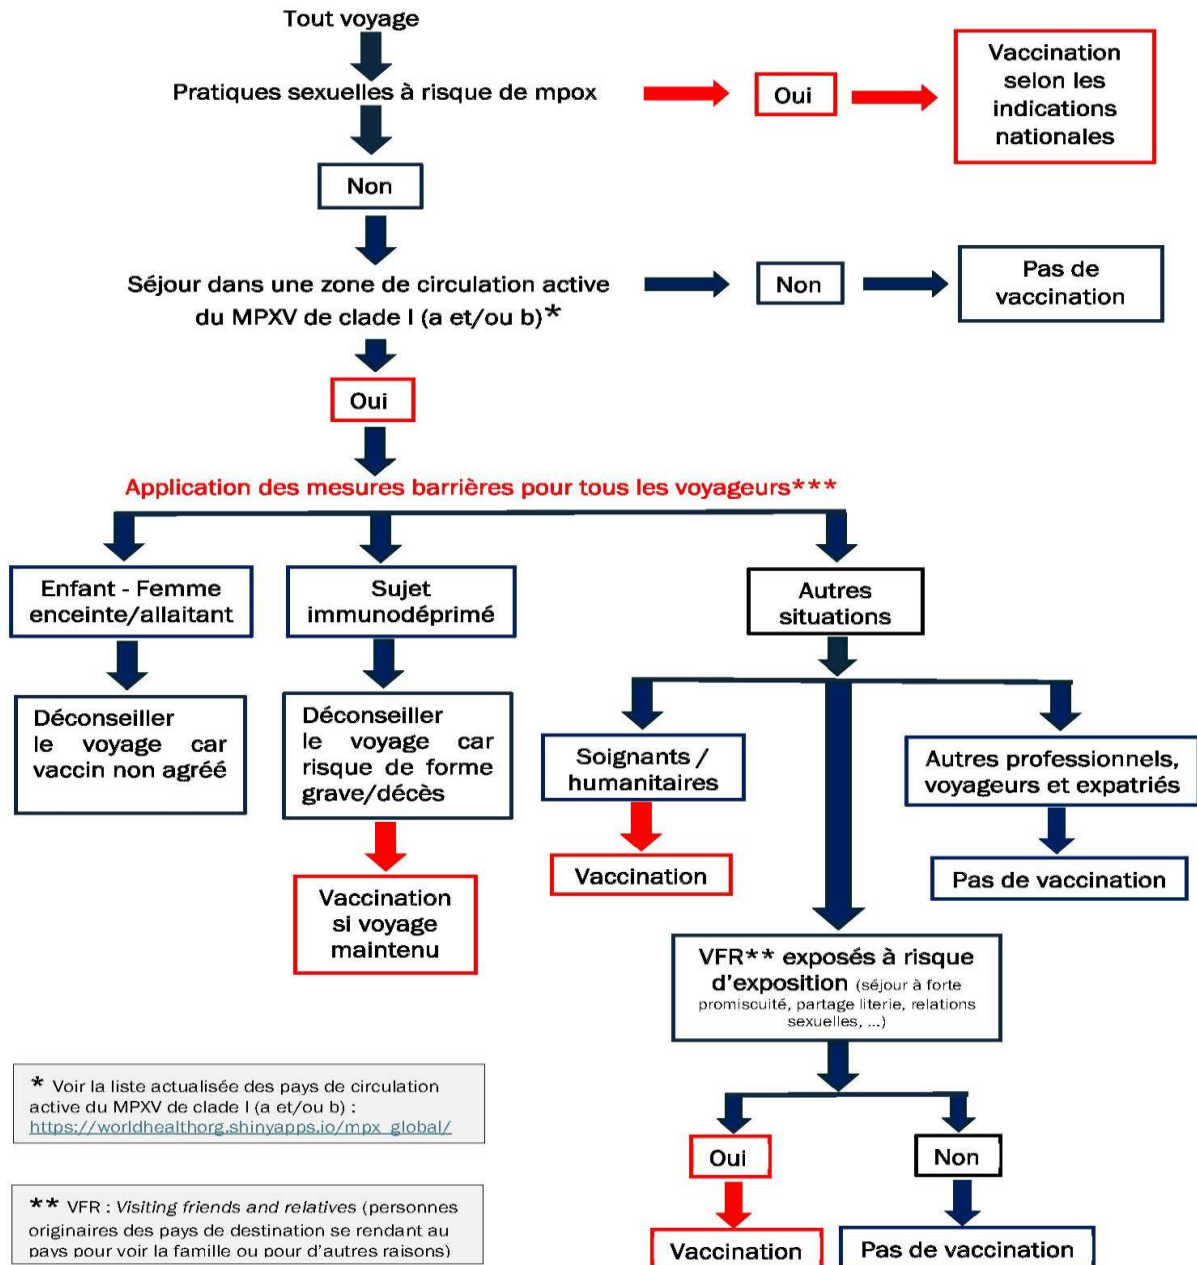 Tout voyage
Pratiques sexuelles à risque de mpox
Oui
Vaccination
selon les
indications
nationales
Non
Séjour dans une zone de circulation active
du MPXV de clade I (a et/ou b)*
Non
Pas de
vaccination
Oui
Application des mesures barrières pour tous les voyageurs***
Enfant - Femme
enceinte/allaitant
Sujet
immunodéprimé
Autres
situations
Déconseiller
le voyage car
vaccin non agréé
Déconseiller
le voyage car
risque de forme
grave/décès
Soignants /
humanitaires
Autres professionnels,
voyageurs et expatriés
Vaccination
si voyage
maintenu
Vaccination
Pas de vaccination
VFR** exposés à risque
d'exposition (séjour à forte
promiscuité, partage literie, relations
sexuelles, ...)
Oui
Non
Vaccination
Pas de vaccination
* Voir la liste actualisée des pays de circulation
active du MPXV de clade I (a et/ou b) :
https://worldhealthorg.shinyapps.io/mpx_global/
** VFR : Visiting friends and relatives (personnes
originaires des pays de destination se rendant au
pays pour voir la famille ou pour d'autres raisons)